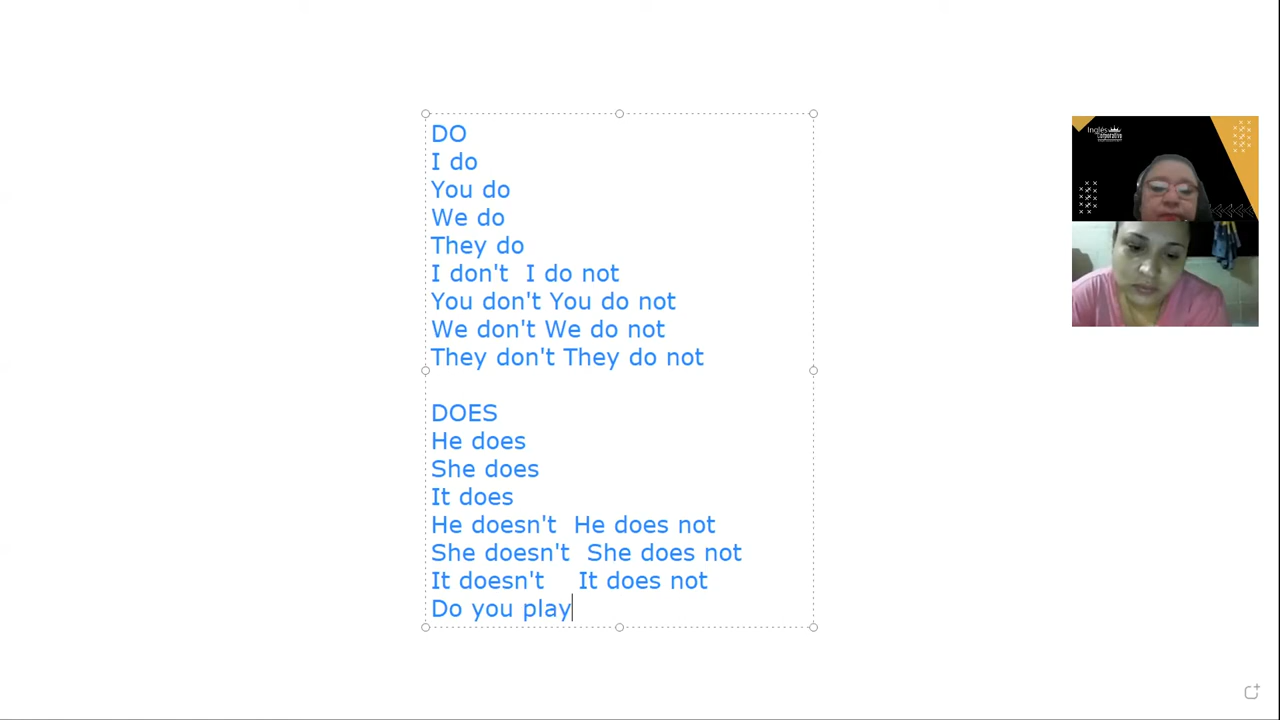 DO
I do
You do
We do
They do
I don't  I do not
You don't You do not
We don't We do not
They don't They do not
DOES
He does
She does
It does
He doesn't  He does not
She doesn't  She does not
It doesn't    It does not
Do you play
Inglés
Corporativo